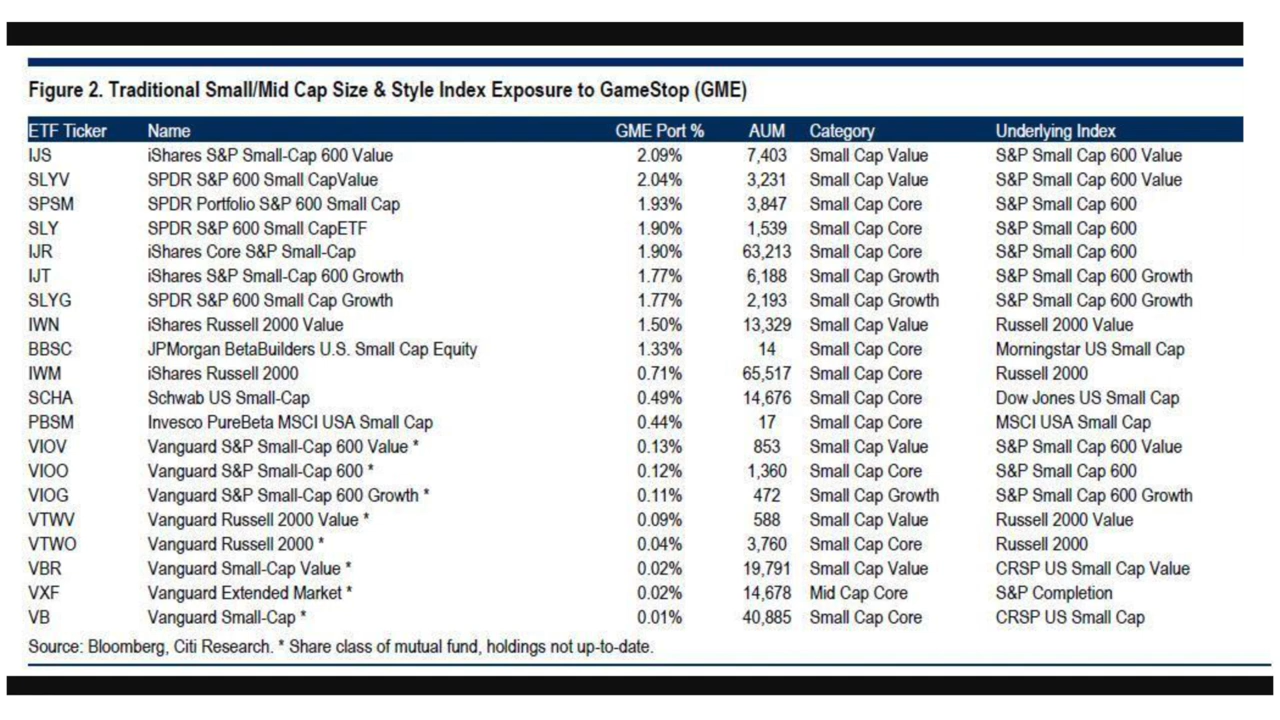 Figure 2. Traditional Small/Mid Cap Size & Style Index Exposure to GameStop (GME)
ETF Ticker Name GME Port % AUM Category Underlying Index
IJS iShares S&P Small-Cap 600 Value 2.09% 7,403 Small Cap Value S&P Small Cap 600 Value
SLYV SPDR S&P 600 Small CapValue 2.04% 3,231 Small Cap Value S&P Small Cap 600 Value
SPSM SPDR Portfolio S&P 600 Small Cap 1.93% 3,847 Small Cap Core S&P Small Cap 600
SLY SPDR S&P 600 Small CapETF 1.90% 1,539 Small Cap Core S&P Small Cap 600
IJR iShares Core S&P Small-Cap 1.90% 63,213 Small Cap Core S&P Small Cap 600
IJT iShares S&P Small-Cap 600 Growth 1.77% 6,188 Small Cap Growth S&P Small Cap 600 Growth
SLYG SPDR S&P 600 Small Cap Growth 1.77% 2,193 Small Cap Growth S&P Small Cap 600 Growth
IWN iShares Russell 2000 Value 1.50% 13,329 Small Cap Value Russell 2000 Value
BBSC JPMorgan BetaBuilders U.S. Small Cap Equity 1.33% 14 Small Cap Core Morningstar US Small Cap
IWM iShares Russell 2000 0.71% 65,517 Small Cap Core Russell 2000
SCHA Schwab US Small-Cap 0.49% 14,676 Small Cap Core Dow Jones US Small Cap
PBSM Invesco PureBeta MSCI USA Small Cap 0.44% 17 Small Cap Core MSCI USA Small Cap
VIOV Vanguard S&P Small-Cap 600 Value * 0.13% 853 Small Cap Value S&P Small Cap 600 Value
VIOO Vanguard S&P Small-Cap 600 * 0.12% 1,360 Small Cap Core S&P Small Cap 600
VIOG Vanguard S&P Small-Cap 600 Growth * 0.11% 472 Small Cap Growth S&P Small Cap 600 Growth
VTWV Vanguard Russell 2000 Value * 0.09% 588 Small Cap Value Russell 2000 Value
VTWO Vanguard Russell 2000 * 0.04% 3,760 Small Cap Core Russell 2000
VBR Vanguard Small-Cap Value * 0.02% 19,791 Small Cap Value CRSP US Small Cap Value
VXF Vanguard Extended Market * 0.02% 14,678 Mid Cap Core S&P Completion
VB Vanguard Small-Cap * 0.01% 40,885 Small Cap Core CRSP US Small Cap
Source: Bloomberg, Citi Research. * Share class of mutual fund, holdings not up-to-date.